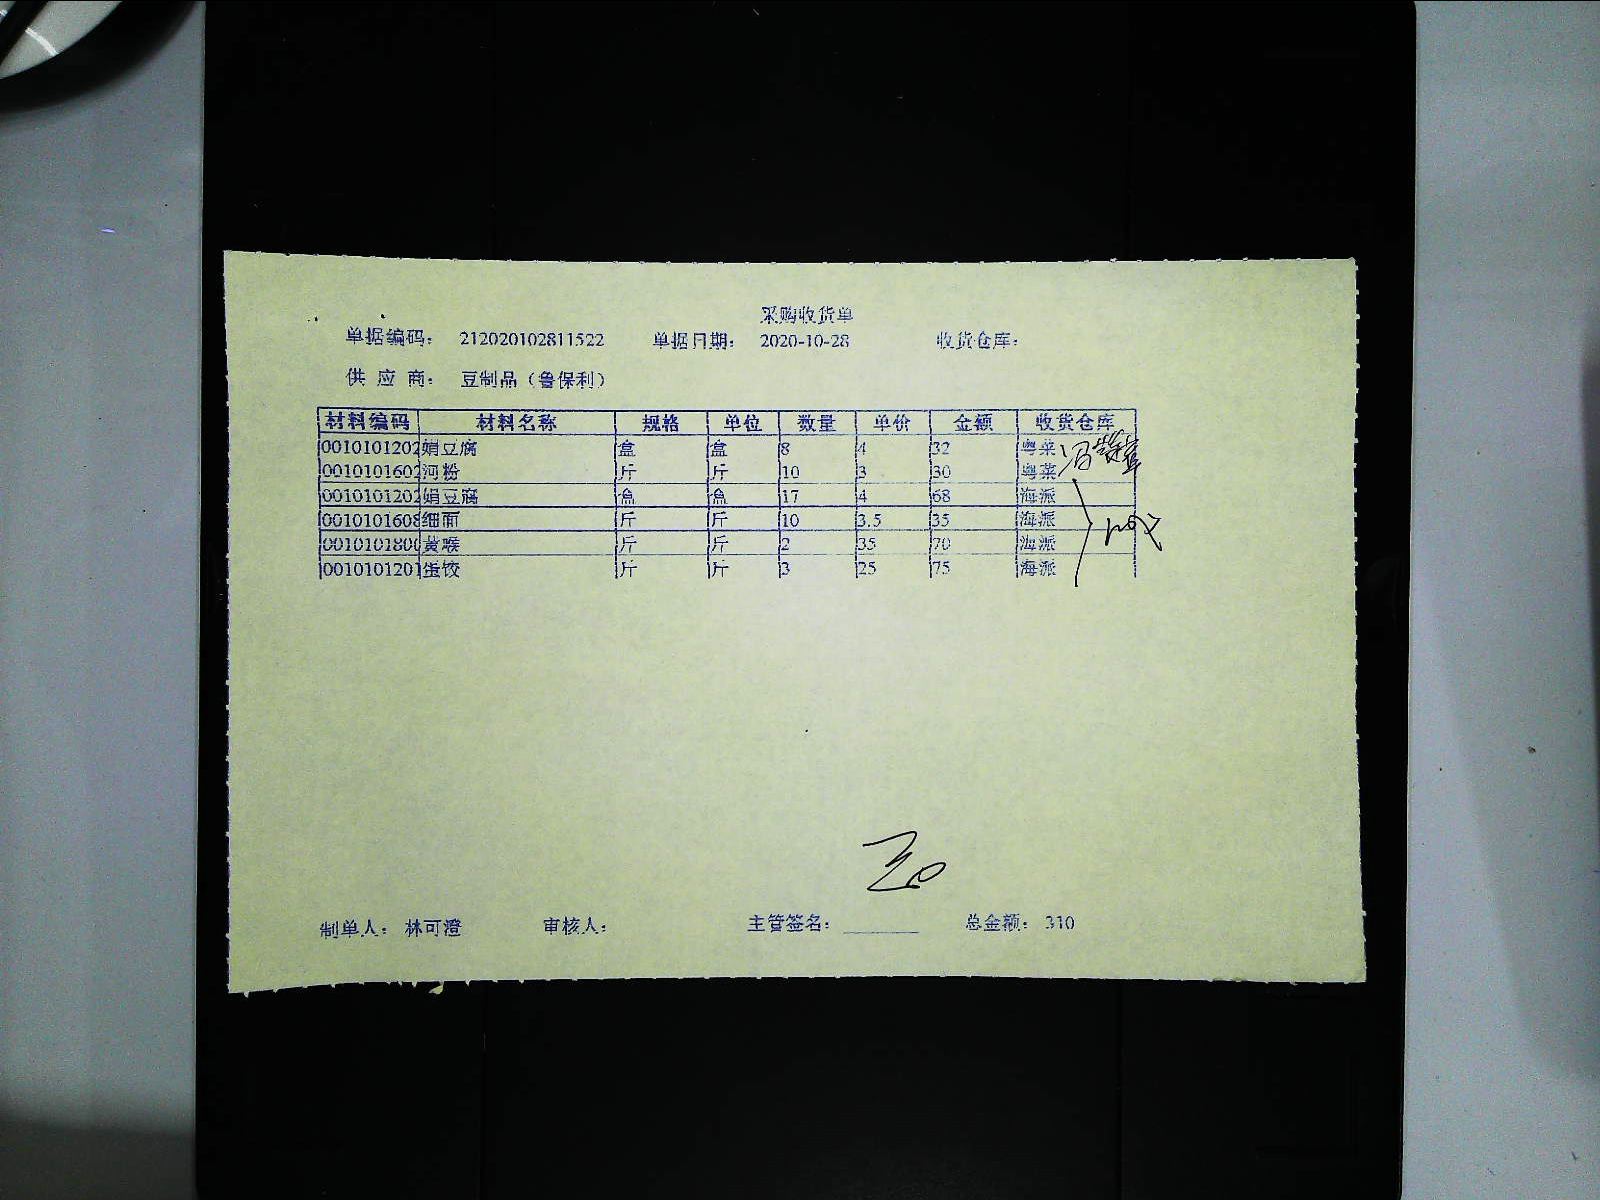 采购收货单
单据编码： 212020102811522 单据日期： 2020-10-28 收货仓库：
供 应 商： 豆制品（鲁保利）
材料编码 材料名称 规格 单位 数量 单价 金额 收货仓库
0010101202 娟豆腐 盒 盒 8 4 32 粤菜
0010101602 河粉 斤 斤 10 3 30 粤菜
0010101202 娟豆腐 盒 盒 17 4 68 海派
0010101608 细面 斤 斤 10 3.5 35 海派
0010101800 黄喉 斤 斤 2 35 70 海派
0010101201 蛋饺 斤 斤 3 25 75 海派
制单人： 林可澄 审核人： 主管签名： 总金额： 310